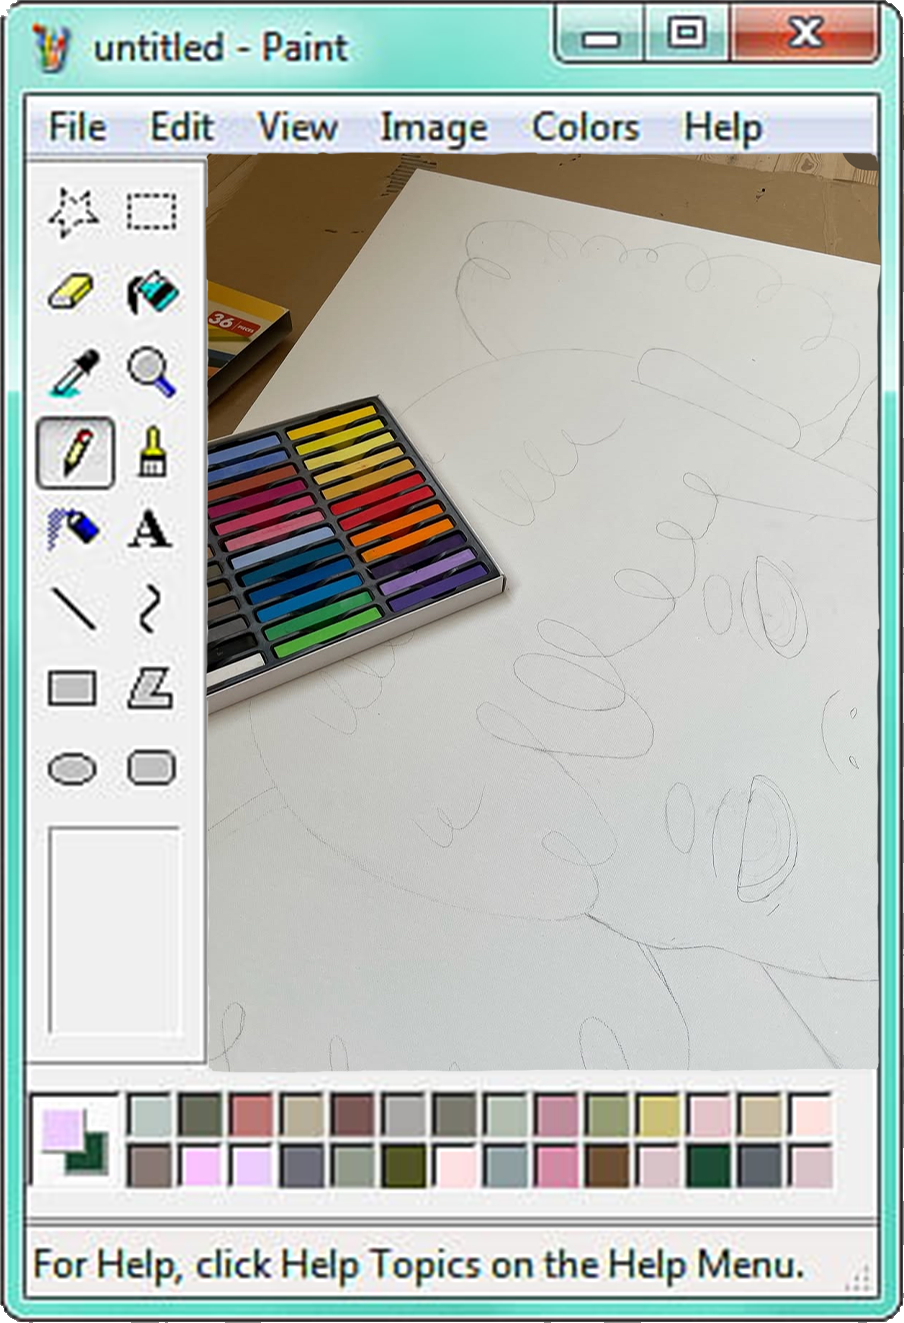 untitled - Paint
File Edit View Image Colors Help
36
A
For Help, click Help Topics on the Help Menu.